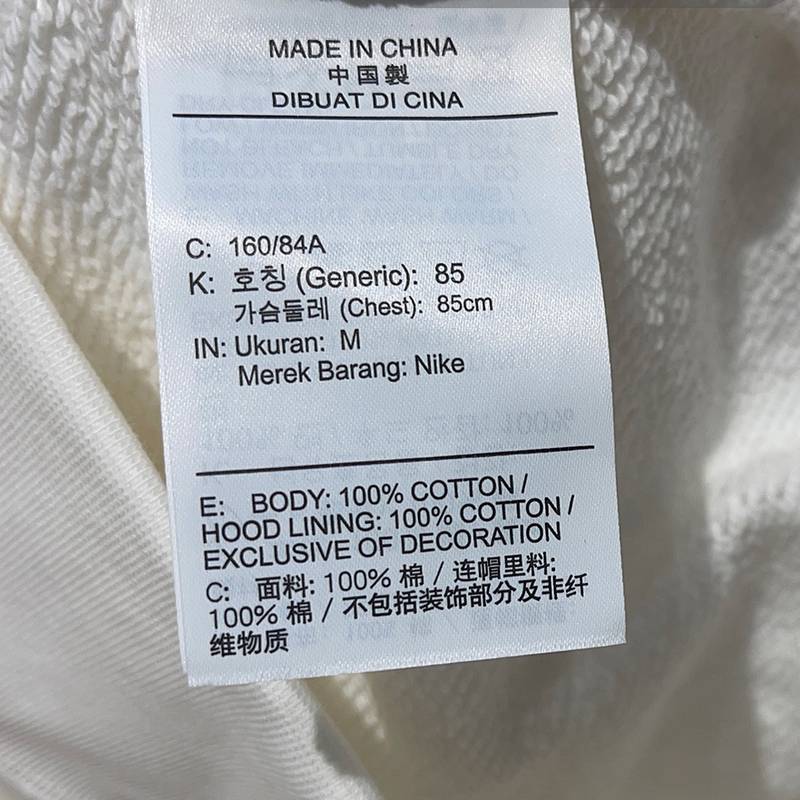 MADE IN CHINA
中国製
DIBUAT DI CINA
C: 160/84A
K: 호칭 (Generic): 85
가슴둘레 (Chest): 85cm
IN: Ukuran: M
Merek Barang: Nike
E: BODY: 100% COTTON /
HOOD LINING: 100% COTTON /
EXCLUSIVE OF DECORATION
C: 面料: 100% 棉 / 连帽里料:
100% 棉 / 不包括装饰部分及非纤
维物质